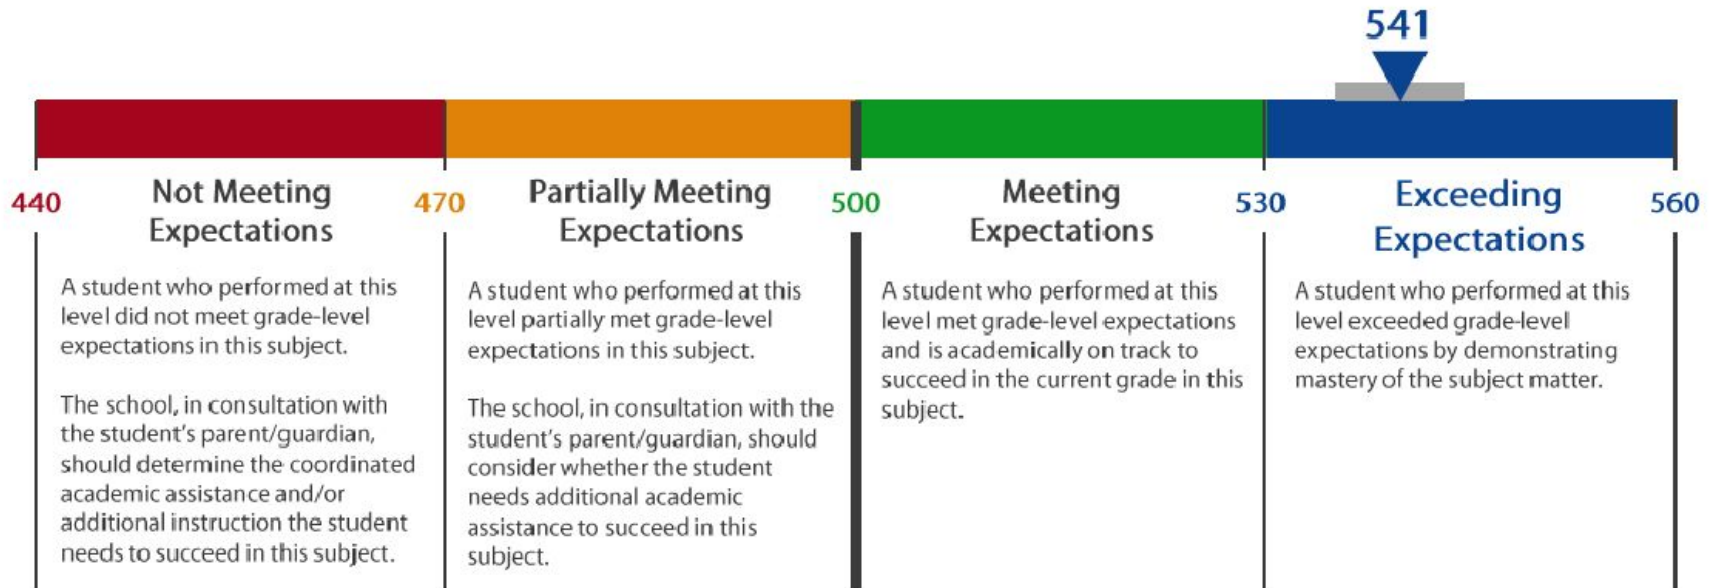 541
440
Not Meeting
Expectations
470
Partially Meeting
Expectations
500
Meeting
Expectations
530
Exceeding
Expectations
560
A student who performed at this
level did not meet grade-level
expectations in this subject.
The school, in consultation with
the student's parent/guardian,
should determine the coordinated
academic assistance and/or
additional instruction the student
needs to succeed in this subject.
A student who performed at this
level partially met grade-level
expectations in this subject.
The school, in consultation with the
student's parent/guardian, should
consider whether the student
needs additional academic
assistance to succeed in this
subject.
A student who performed at this
level met grade-level expectations
and is academically on track to
succeed in the current grade in this
subject.
A student who performed at this
level exceeded grade-level
expectations by demonstrating
mastery of the subject matter.